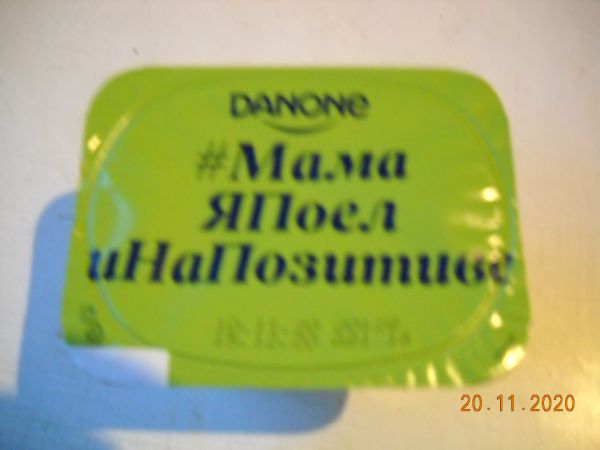 DANONE
#Мама
ЯПоел
иНаПозитиве
20.11.2020